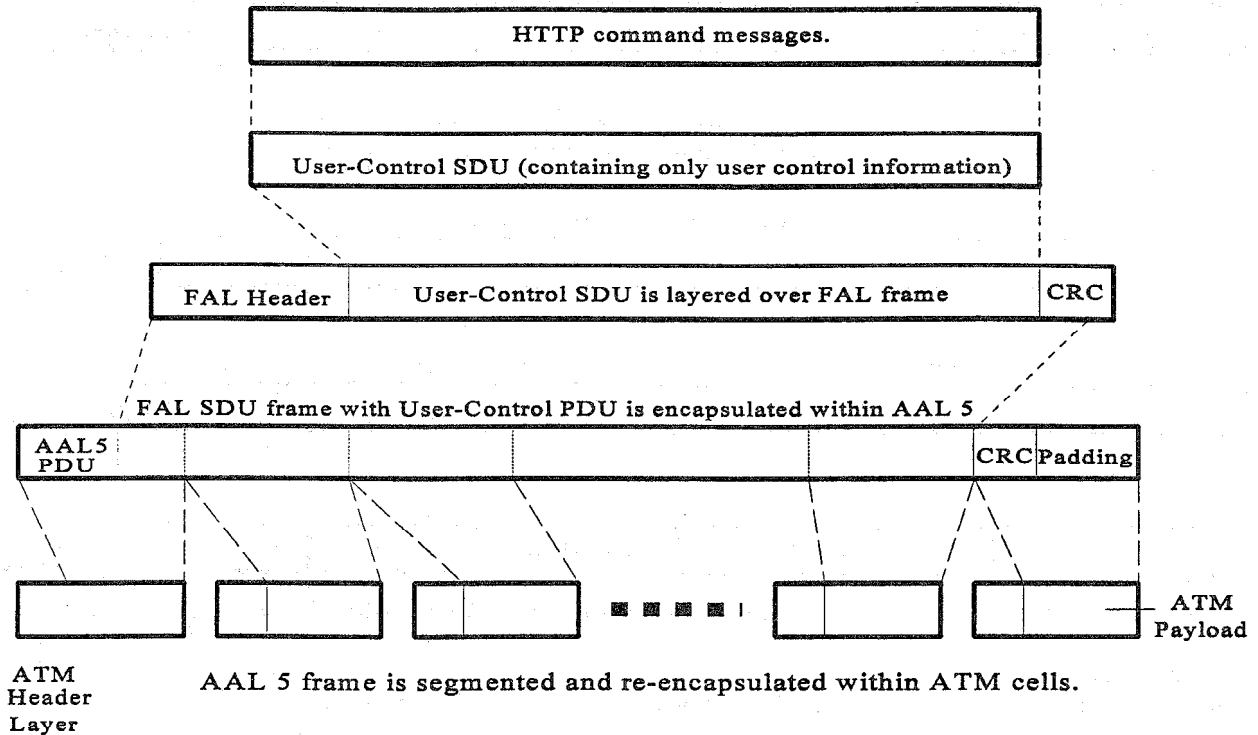 HTTP command messages.
User-Control SDU (containing only user control information)
FAL Header
User-Control SDU is layered over FAL frame
CRC
FAL SDU frame with User-Control PDU is encapsulated within AAL 5
AAL5
PDU
CRC
Padding
ATM
Payload
ATM
Header
Layer
AAL 5 frame is segmented and re-encapsulated within ATM cells.